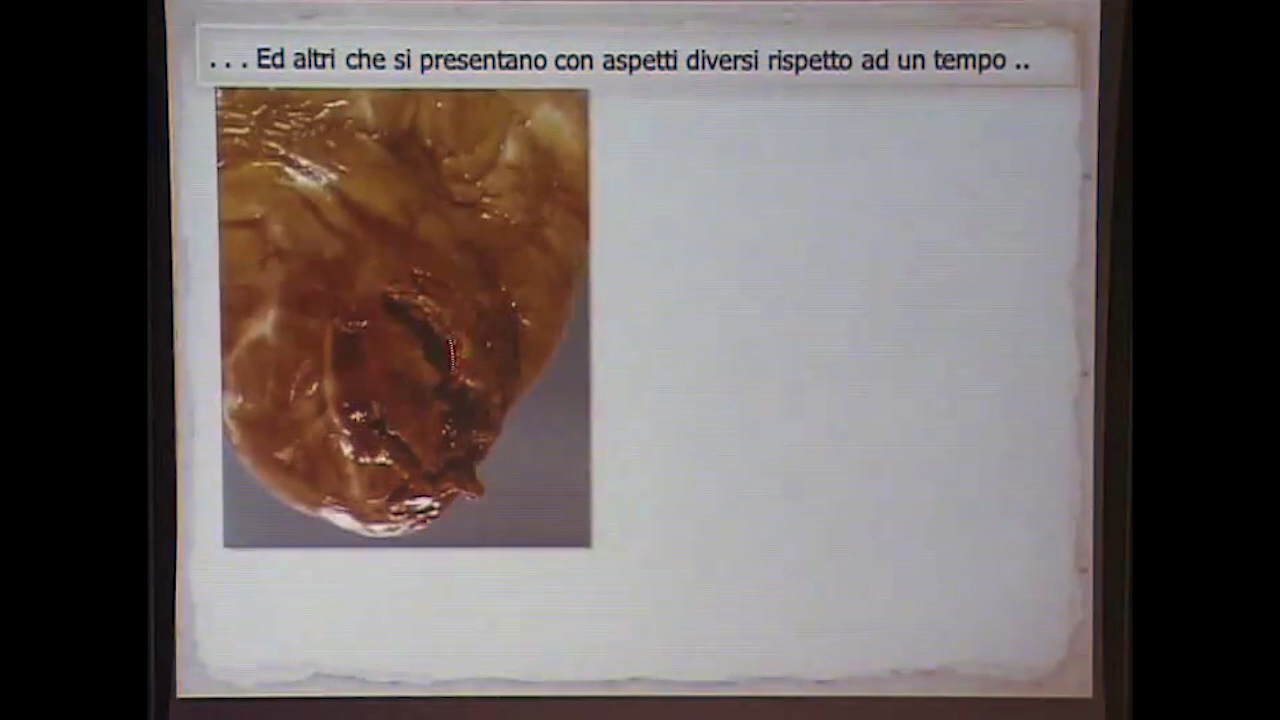 . . . Ed altri che si presentano con aspetti diversi rispetto ad un tempo ..